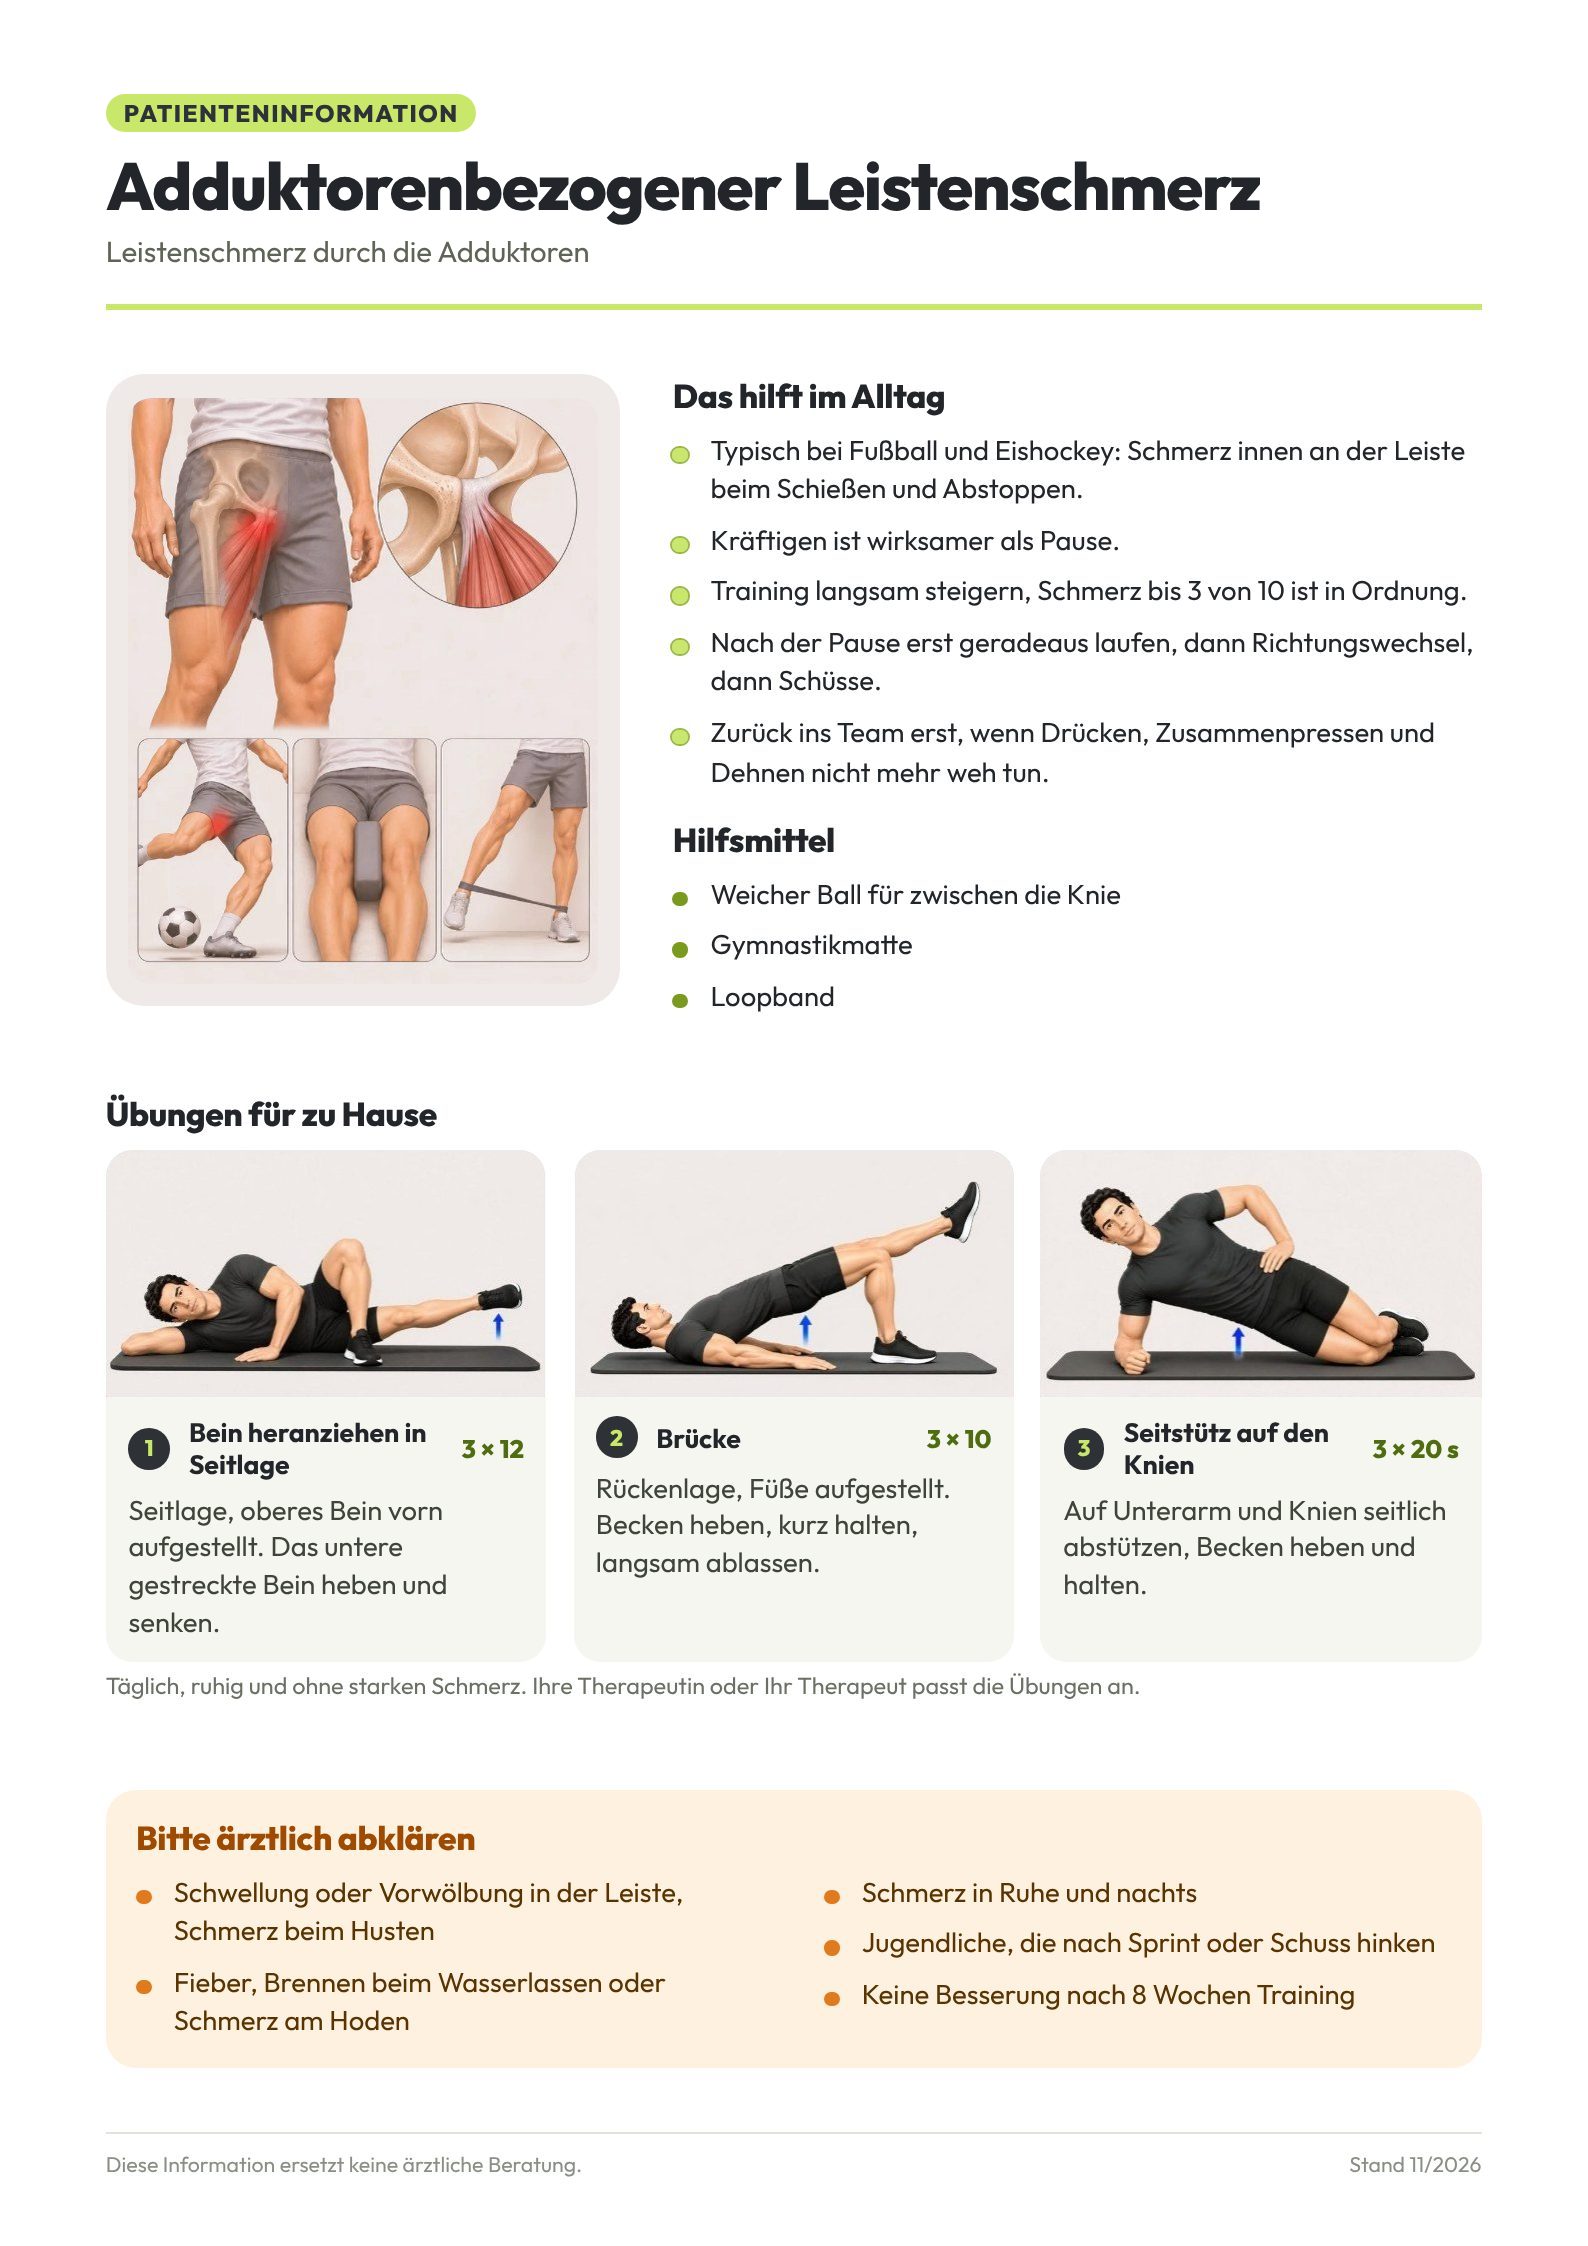 PATIENTENINFORMATION
Adduktorenbezogener Leistenschmerz
Leistenschmerz durch die Adduktoren
Das hilft im Alltag
Typisch bei Fußball und Eishockey: Schmerz innen an der Leiste
beim Schießen und Abstoppen.
Kräftigen ist wirksamer als Pause.
Training langsam steigern, Schmerz bis 3 von 10 ist in Ordnung.
Nach der Pause erst geradeaus laufen, dann Richtungswechsel,
dann Schüsse.
Zurück ins Team erst, wenn Drücken, Zusammenpressen und
Dehnen nicht mehr weh tun.
Hilfsmittel
Weicher Ball für zwischen die Knie
Gymnastikmatte
Loopband
Übungen für zu Hause
1 Bein heranziehen in
Seitlage
3 × 12
Seitlage, oberes Bein vorn
aufgestellt. Das untere
gestreckte Bein heben und
senken.
2 Brücke 3 × 10
Rückenlage, Füße aufgestellt.
Becken heben, kurz halten,
langsam ablassen.
3 Seitstütz auf den
Knien
3 × 20 s
Auf Unterarm und Knien seitlich
abstützen, Becken heben und
halten.
Täglich, ruhig und ohne starken Schmerz. Ihre Therapeutin oder Ihr Therapeut passt die Übungen an.
Bitte ärztlich abklären
Schwellung oder Vorwölbung in der Leiste,
Schmerz beim Husten
Fieber, Brennen beim Wasserlassen oder
Schmerz am Hoden
Schmerz in Ruhe und nachts
Jugendliche, die nach Sprint oder Schuss hinken
Keine Besserung nach 8 Wochen Training
Diese Information ersetzt keine ärztliche Beratung.
Stand 11/2026